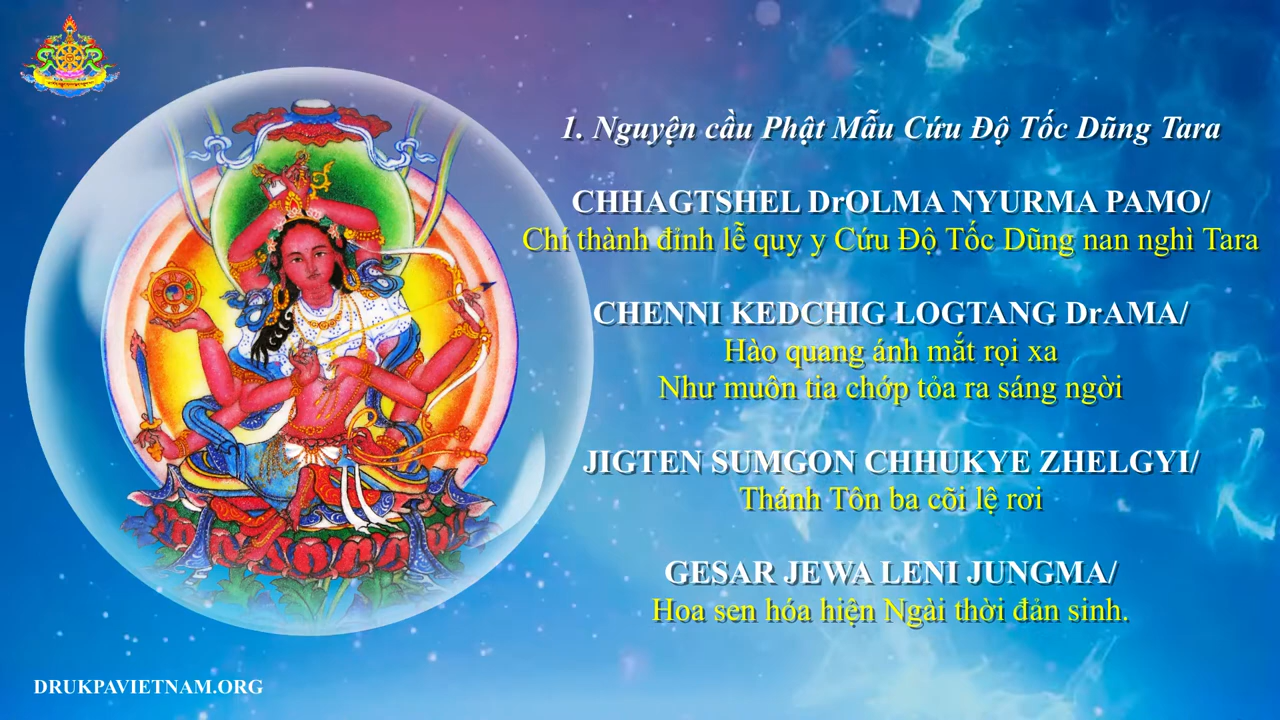 1. Nguyện cầu Phật Mẫu Cứu Độ Tốc Dũng Tara
CHHAGTSHEL DrOLMA NYURMA PAMO/
Chí thành đỉnh lễ quy y Cứu Độ Tốc Dũng nan nghì Tara
CHENNI KEDCHIG LOGTANG DrAMA/
Hào quang ánh mắt rọi xa
Như muôn tia chớp tỏa ra sáng ngời
JIGTEN SUMGON CHHUKYE ZHELGYI/
Thánh Tôn ba cõi lệ rơi
GESAR JEWA LENI JUNGMA/
Hoa sen hóa hiện Ngài thời đản sinh.
DRUKPAVIETNAM.ORG